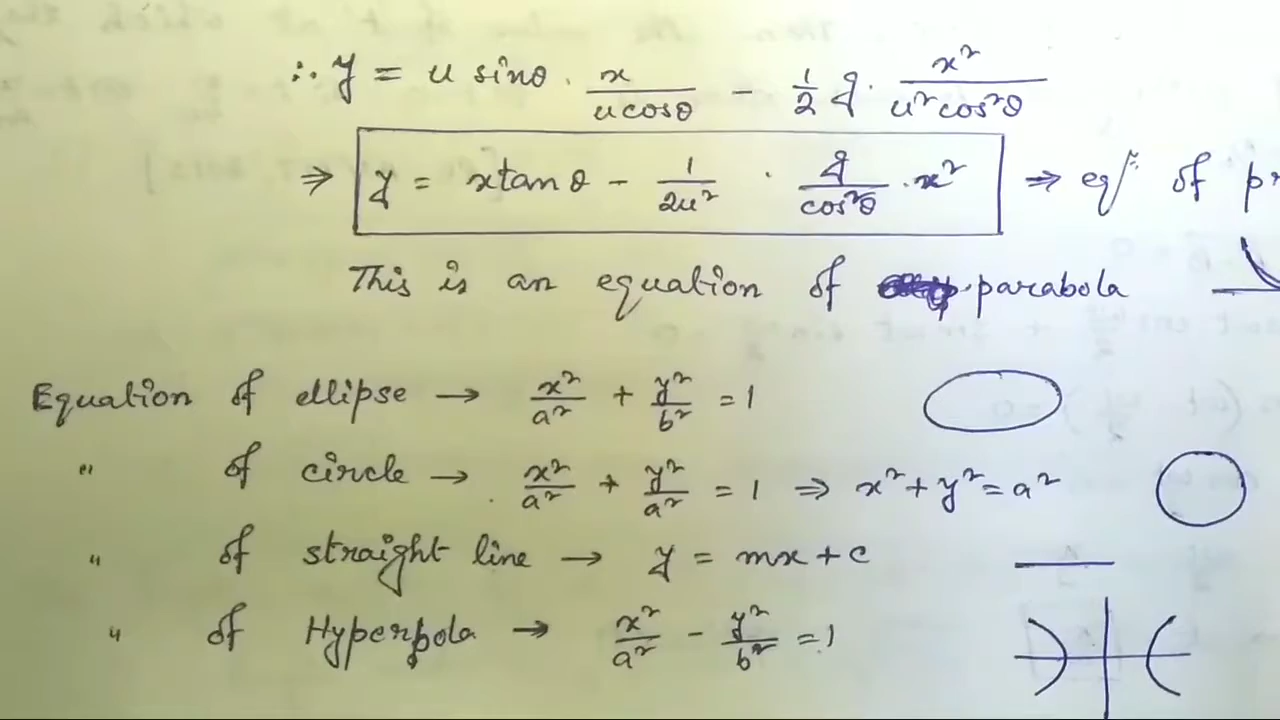 ∴ y = u sinθ · x/(u cosθ) − 1/2 g · x²/(u² cos²θ)
⇒ y = x tan θ − 1/(2u²) · g/(cos²θ) · x² ⇒ eqⁿ of
This is an equation of parabola
Equation of ellipse → x²/a² + y²/b² = 1
" of circle → x²/a² + y²/a² = 1 ⇒ x² + y² = a²
" of straight line → y = mx + c
" of Hyperbola → x²/a² − y²/b² = 1